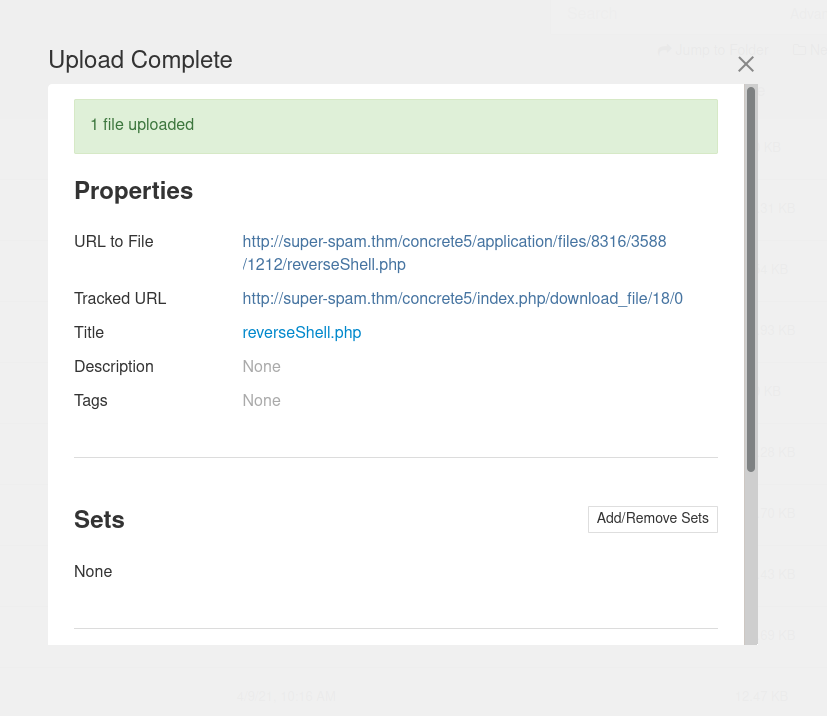 Upload Complete
1 file uploaded
Properties
URL to File
http://super-spam.thm/concrete5/application/files/8316/3588
/1212/reverseShell.php
Tracked URL
http://super-spam.thm/concrete5/index.php/download_file/18/0
Title
reverseShell.php
Description
None
Tags
None
Sets
Add/Remove Sets
None